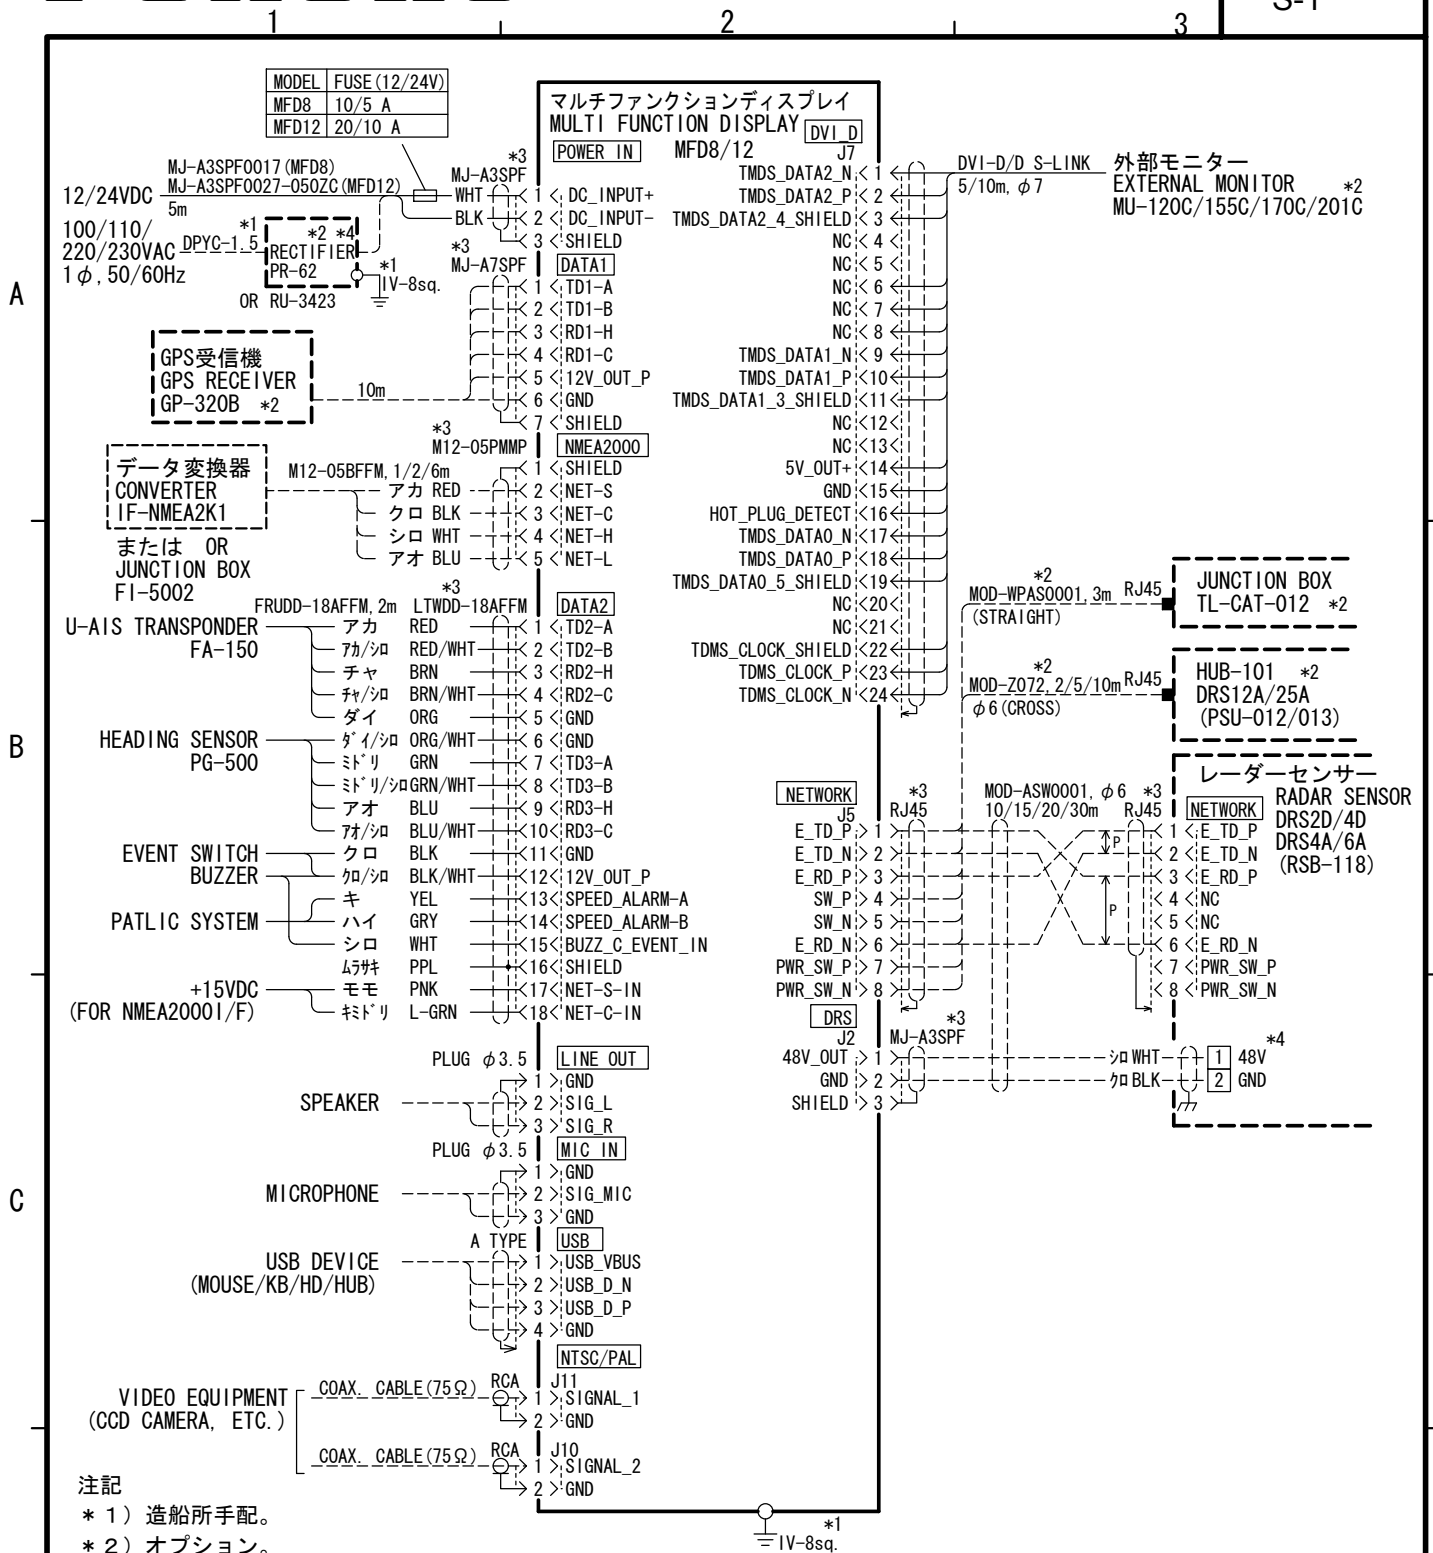 S-1
1 2 3
MODEL FUSE(12/24V)
MFD8 10/5 A
MFD12 20/10 A
マルチファンクションディスプレイ
MULTI FUNCTION DISPLAY
MFD8/12
MJ-A3SPF0017(MFD8)
MJ-A3SPF0027-050ZC(MFD12)
12/24VDC
5m
100/110/
220/230VAC
1φ, 50/60Hz
*1
DPYC-1.5
*2 *4
RECTIFIER
PR-62
OR RU-3423
*1
IV-8sq.
*3
MJ-A3SPF
POWER IN
WHT 1 DC_INPUT+
BLK 2 DC_INPUT-
3 SHIELD
*3
MJ-A7SPF
DATA1
1 TD1-A
2 TD1-B
3 RD1-H
4 RD1-C
5 12V_OUT_P
6 GND
7 SHIELD
A
GPS受信機
GPS RECEIVER
GP-320B *2
10m
*3
M12-05PMMP
NMEA2000
データ変換器
CONVERTER
IF-NMEA2K1
または OR
JUNCTION BOX
FI-5002
M12-05BFFM, 1/2/6m
1 SHIELD
アカ RED 2 NET-S
クロ BLK 3 NET-C
シロ WHT 4 NET-H
アオ BLU 5 NET-L
FRUDD-18AFFM, 2m
*3
LTWDD-18AFFM
DATA2
U-AIS TRANSPONDER
FA-150
アカ RED 1 TD2-A
アカ/シロ RED/WHT 2 TD2-B
チャ BRN 3 RD2-H
チャ/シロ BRN/WHT 4 RD2-C
ダイ ORG 5 GND
B
HEADING SENSOR
PG-500
ダイ/シロ ORG/WHT 6 GND
ミドリ GRN 7 TD3-A
ミドリ/シロ GRN/WHT 8 TD3-B
アオ BLU 9 RD3-H
アオ/シロ BLU/WHT 10 RD3-C
EVENT SWITCH
BUZZER
PATLIC SYSTEM
クロ BLK 11 GND
クロ/シロ BLK/WHT 12 12V_OUT_P
キ YEL 13 SPEED_ALARM-A
ハイ GRY 14 SPEED_ALARM-B
シロ WHT 15 BUZZ_C_EVENT_IN
ムラサキ PPL 16 SHIELD
+15VDC
(FOR NMEA2000I/F)
モモ PNK 17 NET-S-IN
キミドリ L-GRN 18 NET-C-IN
PLUG φ3.5 LINE OUT
SPEAKER
1 GND
2 SIG_L
3 SIG_R
PLUG φ3.5 MIC IN
C
MICROPHONE
1 GND
2 SIG_MIC
3 GND
A TYPE USB
USB DEVICE
(MOUSE/KB/HD/HUB)
1 USB_VBUS
2 USB_D_N
3 USB_D_P
4 GND
NTSC/PAL
VIDEO EQUIPMENT
(CCD CAMERA, ETC.)
COAX. CABLE(75Ω) RCA J11
1 SIGNAL_1
2 GND
COAX. CABLE(75Ω) RCA J10
1 SIGNAL_2
2 GND
DVI_D
J7
TMDS_DATA2_N 1
TMDS_DATA2_P 2
TMDS_DATA2_4_SHIELD 3
NC 4
NC 5
NC 6
NC 7
NC 8
TMDS_DATA1_N 9
TMDS_DATA1_P 10
TMDS_DATA1_3_SHIELD 11
NC 12
NC 13
5V_OUT+ 14
GND 15
HOT_PLUG_DETECT 16
TMDS_DATA0_N 17
TMDS_DATA0_P 18
TMDS_DATA0_5_SHIELD 19
NC 20
NC 21
TDMS_CLOCK_SHIELD 22
TDMS_CLOCK_P 23
TDMS_CLOCK_N 24
DVI-D/D S-LINK
5/10m, φ7
外部モニター
EXTERNAL MONITOR *2
MU-120C/155C/170C/201C
*2
MOD-WPAS0001, 3m RJ45
(STRAIGHT)
JUNCTION BOX
TL-CAT-012 *2
*2
MOD-Z072, 2/5/10m RJ45
φ6(CROSS)
HUB-101 *2
DRS12A/25A
(PSU-012/013)
NETWORK
J5
*3
RJ45
E_TD_P 1
E_TD_N 2
E_RD_P 3
SW_P 4
SW_N 5
E_RD_N 6
PWR_SW_P 7
PWR_SW_N 8
MOD-ASW0001, φ6
10/15/20/30m
*3
RJ45
P
P
レーダーセンサー
RADAR SENSOR
DRS2D/4D
DRS4A/6A
(RSB-118)
NETWORK
1 E_TD_P
2 E_TD_N
3 E_RD_P
4 NC
5 NC
6 E_RD_N
7 PWR_SW_P
8 PWR_SW_N
DRS
J2
*3
MJ-A3SPF
48V_OUT 1
GND 2
SHIELD 3
*4
シロ WHT 1 48V
クロ BLK 2 GND
*1
IV-8sq.
注記
*1）造船所手配。
*2）オプション。